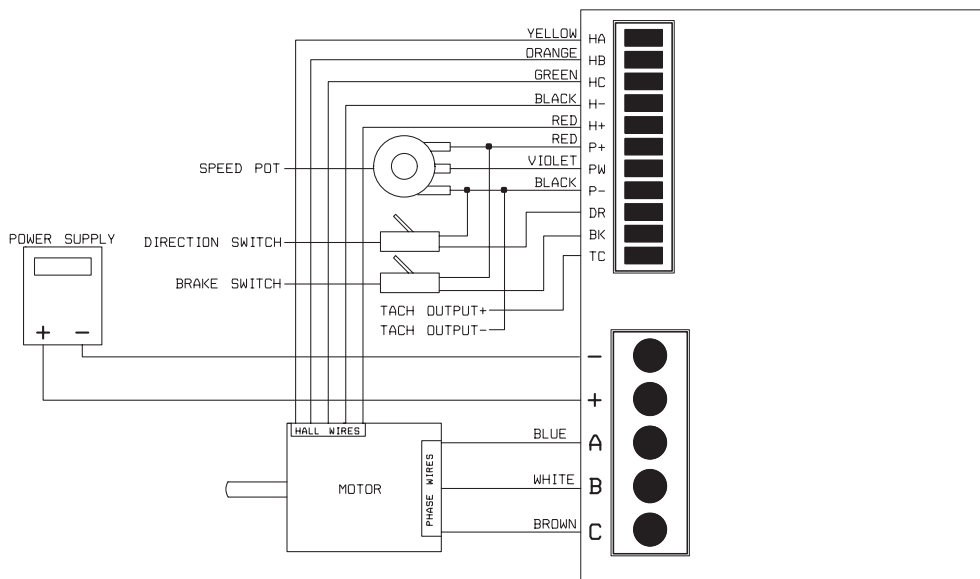 YELLOW HA
ORANGE HB
GREEN HC
BLACK H-
RED H+
RED P+
SPEED POT VIOLET PW
BLACK P-
DR
POWER SUPPLY DIRECTION SWITCH BK
BRAKE SWITCH TC
TACH OUTPUT+
TACH OUTPUT-
+ -
-
+
HALL WIRES
BLUE A
MOTOR PHASE WIRES WHITE B
BROWN C